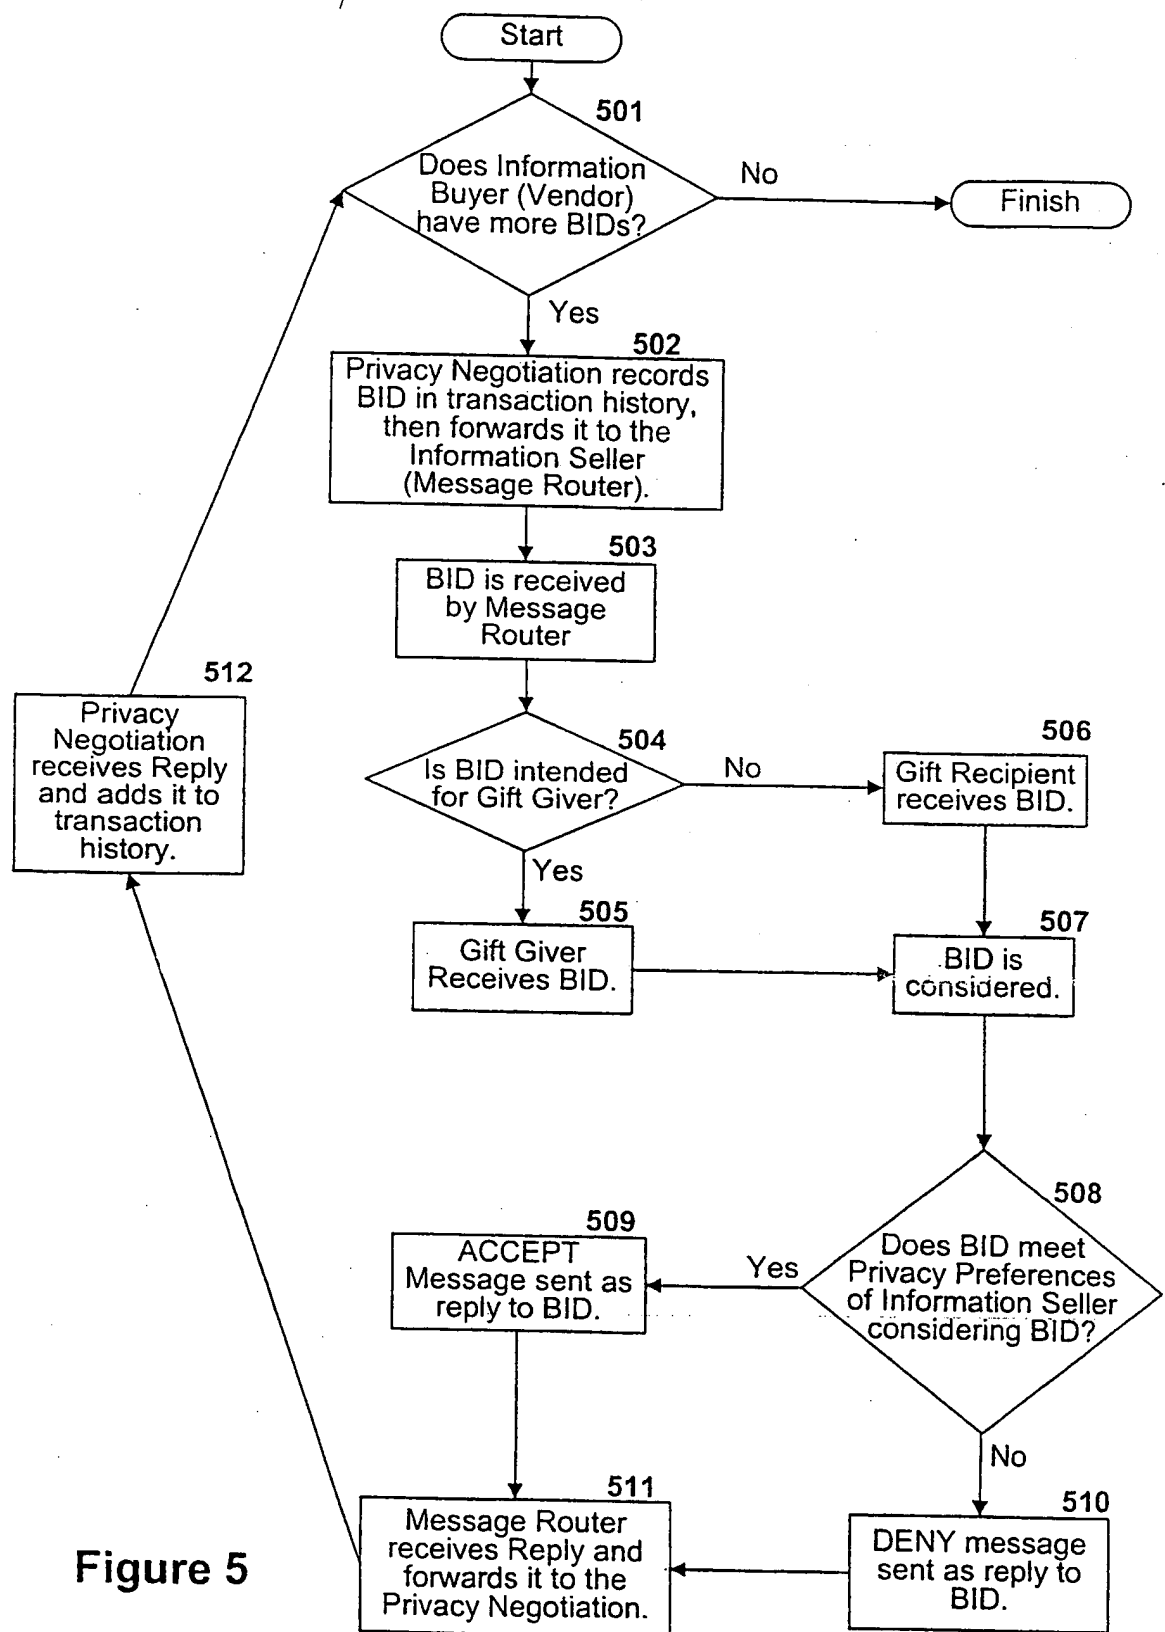 Start
501
Does Information
Buyer (Vendor)
have more BIDs?
No
Finish
Yes
502
Privacy Negotiation records
BID in transaction history,
then forwards it to the
Information Seller
(Message Router).
503
BID is received
by Message
Router
512
Privacy
Negotiation
receives Reply
and adds it to
transaction
history.
504
Is BID intended
for Gift Giver?
No
506
Gift Recipient
receives BID.
Yes
505
Gift Giver
Receives BID.
507
BID is
considered.
508
Does BID meet
Privacy Preferences
of Information Seller
considering BID?
Yes
509
ACCEPT
Message sent as
reply to BID.
No
510
DENY message
sent as reply to
BID.
511
Message Router
receives Reply and
forwards it to the
Privacy Negotiation.
Figure 5